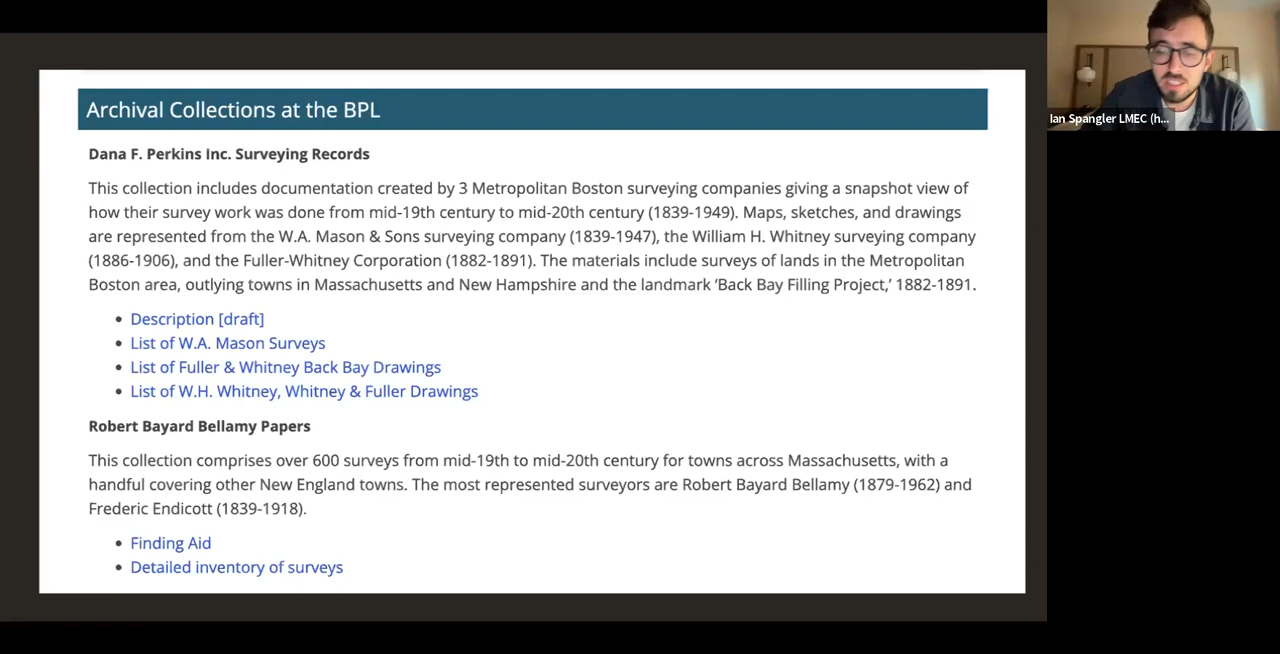 Archival Collections at the BPL
Dana F. Perkins Inc. Surveying Records
This collection includes documentation created by 3 Metropolitan Boston surveying companies giving a snapshot view of
how their survey work was done from mid-19th century to mid-20th century (1839-1949). Maps, sketches, and drawings
are represented from the W.A. Mason & Sons surveying company (1839-1947), the William H. Whitney surveying company
(1886-1906), and the Fuller-Whitney Corporation (1882-1891). The materials include surveys of lands in the Metropolitan
Boston area, outlying towns in Massachusetts and New Hampshire and the landmark ‘Back Bay Filling Project,’ 1882-1891.
• Description [draft]
• List of W.A. Mason Surveys
• List of Fuller & Whitney Back Bay Drawings
• List of W.H. Whitney, Whitney & Fuller Drawings
Robert Bayard Bellamy Papers
This collection comprises over 600 surveys from mid-19th to mid-20th century for towns across Massachusetts, with a
handful covering other New England towns. The most represented surveyors are Robert Bayard Bellamy (1879-1962) and
Frederic Endicott (1839-1918).
• Finding Aid
• Detailed inventory of surveys
Ian Spangler LMEC (h...